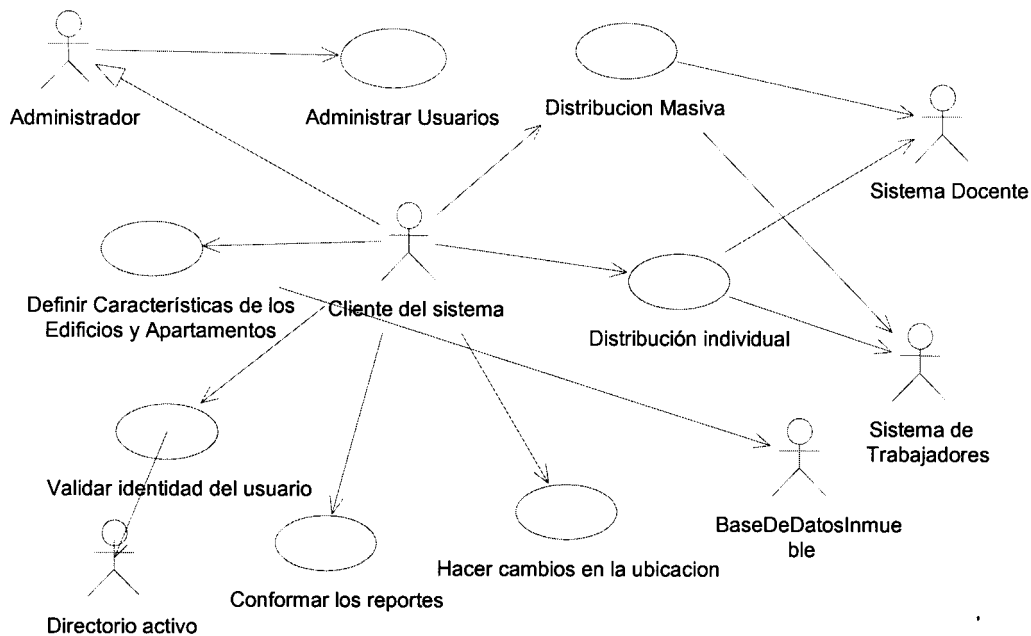 Administrador
Administrar Usuarios
Distribucion Masiva
Sistema Docente
Definir Características de los
Edificios y Apartamentos
Cliente del sistema
Distribución individual
Sistema de
Trabajadores
Validar identidad del usuario
BaseDeDatosInmue
ble
Hacer cambios en la ubicacion
Conformar los reportes
Directorio activo